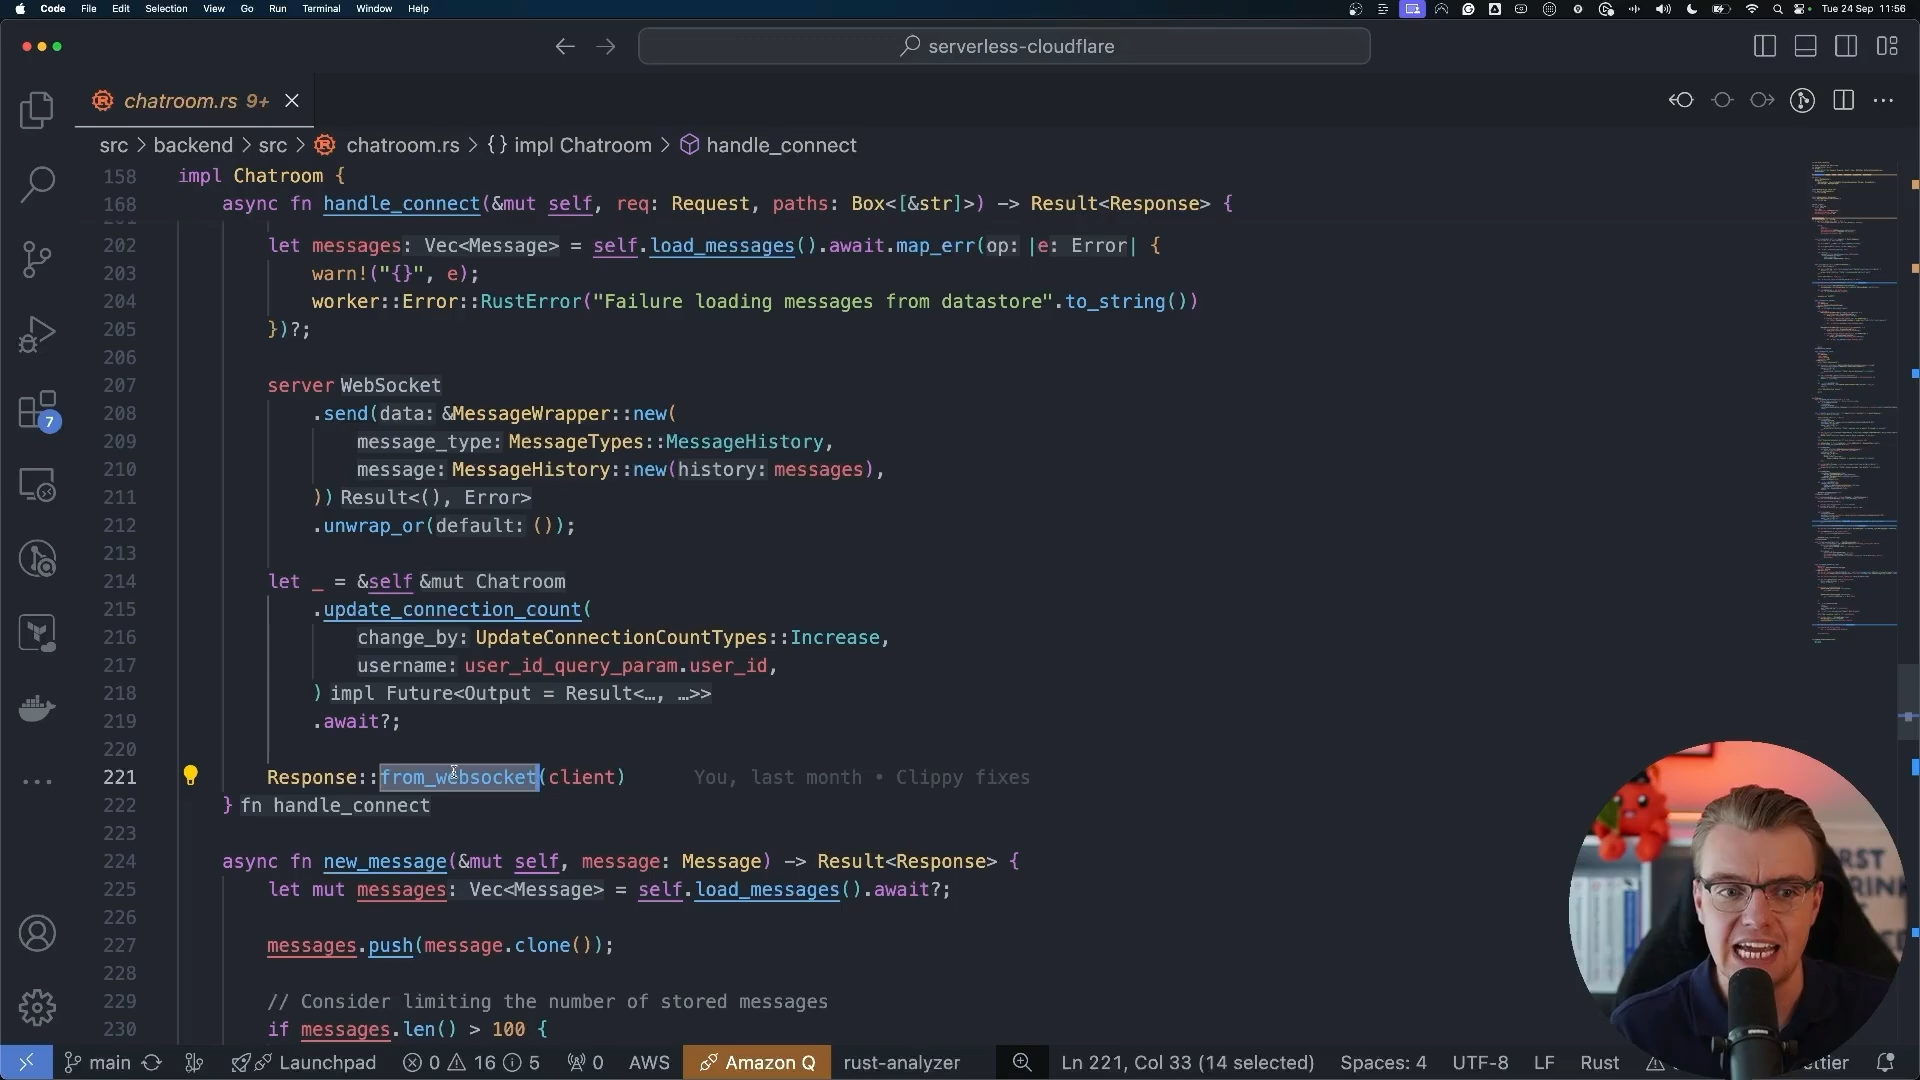 Code File Edit Selection View Go Run Terminal Window Help
Tue 24 Sep 11:56
serverless-cloudflare
chatroom.rs 9+
src > backend > src > chatroom.rs > {} impl Chatroom > handle_connect
158 impl Chatroom {
168 async fn handle_connect(&mut self, req: Request, paths: Box<[&str]>) -> Result<Response> {
202 let messages: Vec<Message> = self.load_messages().await.map_err(op: |e: Error| {
203 warn!("{}", e);
204 worker::Error::RustError("Failure loading messages from datastore".to_string())
205 })?;
206
207 server WebSocket
208 .send(data: &MessageWrapper::new(
209 message_type: MessageTypes::MessageHistory,
210 message: MessageHistory::new(history: messages),
211 )) Result<(), Error>
212 .unwrap_or(default: ());
213
214 let _ = &self &mut Chatroom
215 .update_connection_count(
216 change_by: UpdateConnectionCountTypes::Increase,
217 username: user_id_query_param.user_id,
218 ) impl Future<Output = Result<…, …>>
219 .await?;
220
221 Response::from_websocket(client) You, last month • Clippy fixes
222 } fn handle_connect
223
224 async fn new_message(&mut self, message: Message) -> Result<Response> {
225 let mut messages: Vec<Message> = self.load_messages().await?;
226
227 messages.push(message.clone());
228
229 // Consider limiting the number of stored messages
230 if messages.len() > 100 {
7
main Launchpad 0 16 5 0 AWS Amazon Q rust-analyzer Ln 221, Col 33 (14 selected) Spaces: 4 UTF-8 LF Rust